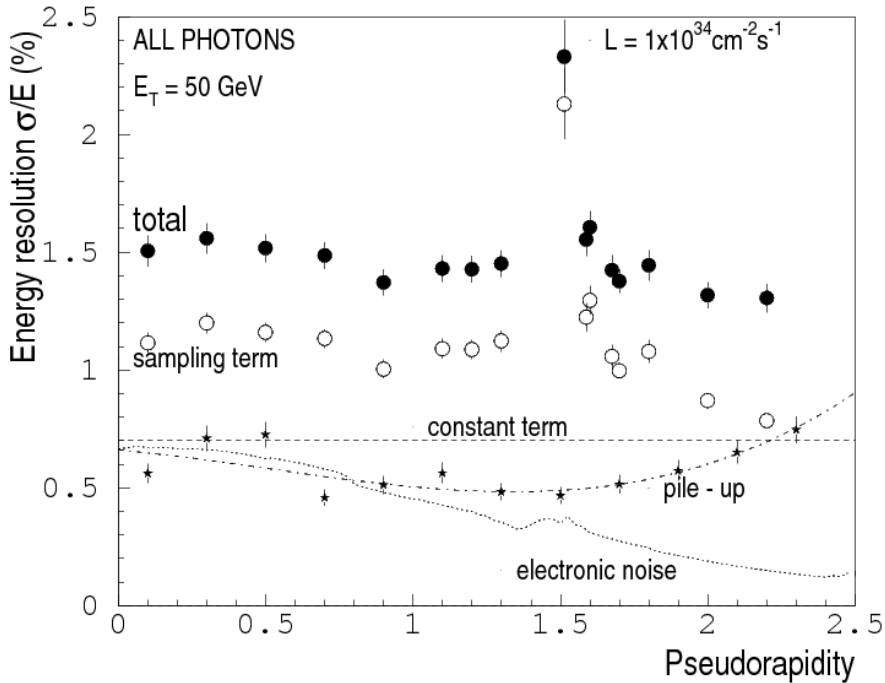 Energy resolution σ/E (%)
2.5
2
1.5
1
0.5
0
ALL PHOTONS
E_T = 50 GeV
L = 1x10^34 cm^-2 s^-1
total
sampling term
constant term
pile - up
electronic noise
0 0.5 1 1.5 2 2.5
Pseudorapidity